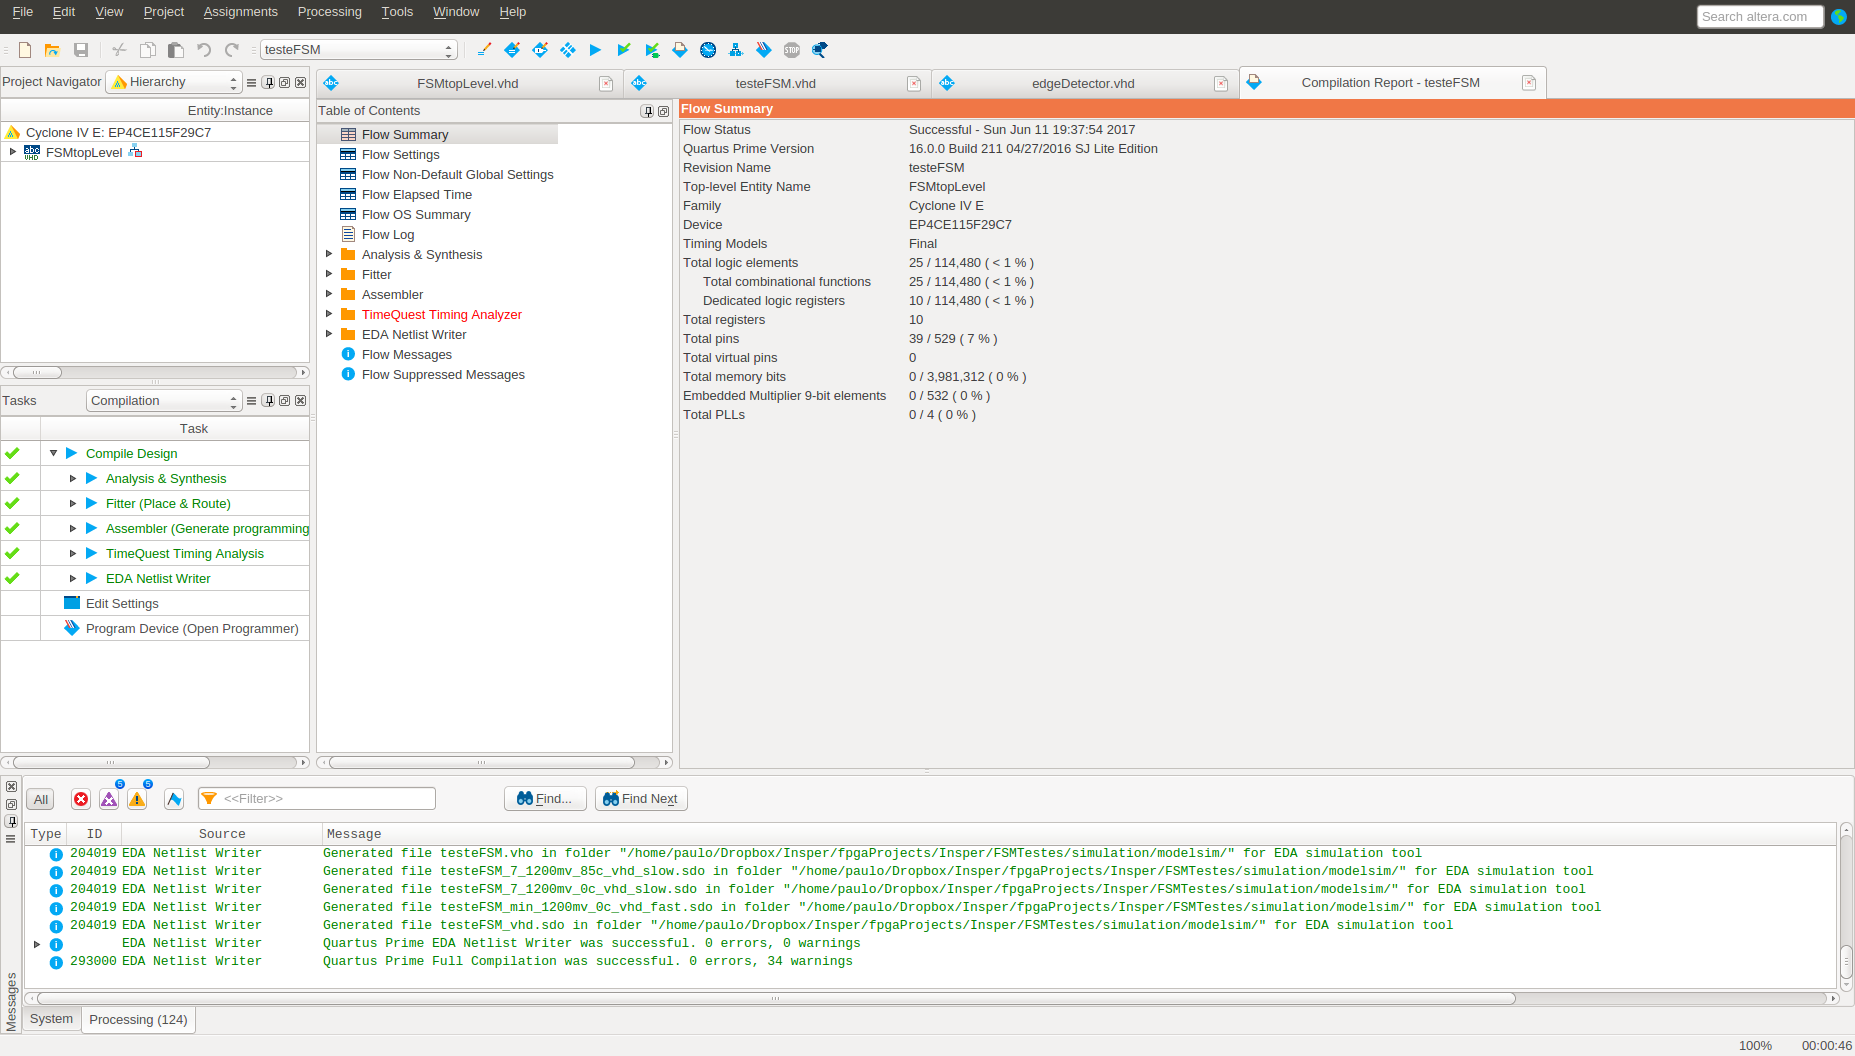 File Edit View Project Assignments Processing Tools Window Help
Search altera.com
testeFSM
STOP
Project Navigator Hierarchy
Entity:Instance
Cyclone IV E: EP4CE115F29C7
abc VHD FSMtopLevel
Tasks Compilation
Task
Compile Design
Analysis & Synthesis
Fitter (Place & Route)
Assembler (Generate programming
TimeQuest Timing Analysis
EDA Netlist Writer
Edit Settings
Program Device (Open Programmer)
abc FSMtopLevel.vhd
abc testeFSM.vhd
abc edgeDetector.vhd
Compilation Report - testeFSM
Table of Contents
Flow Summary
Flow Settings
Flow Non-Default Global Settings
Flow Elapsed Time
Flow OS Summary
Flow Log
Analysis & Synthesis
Fitter
Assembler
TimeQuest Timing Analyzer
EDA Netlist Writer
Flow Messages
Flow Suppressed Messages
Flow Summary
Flow Status Successful - Sun Jun 11 19:37:54 2017
Quartus Prime Version 16.0.0 Build 211 04/27/2016 SJ Lite Edition
Revision Name testeFSM
Top-level Entity Name FSMtopLevel
Family Cyclone IV E
Device EP4CE115F29C7
Timing Models Final
Total logic elements 25 / 114,480 ( < 1 % )
Total combinational functions 25 / 114,480 ( < 1 % )
Dedicated logic registers 10 / 114,480 ( < 1 % )
Total registers 10
Total pins 39 / 529 ( 7 % )
Total virtual pins 0
Total memory bits 0 / 3,981,312 ( 0 % )
Embedded Multiplier 9-bit elements 0 / 532 ( 0 % )
Total PLLs 0 / 4 ( 0 % )
All 5 5 <<Filter>> Find... Find Next
Type ID Source Message
204019 EDA Netlist Writer Generated file testeFSM.vho in folder "/home/paulo/Dropbox/Insper/fpgaProjects/Insper/FSMTestes/simulation/modelsim/" for EDA simulation tool
204019 EDA Netlist Writer Generated file testeFSM_7_1200mv_85c_vhd_slow.sdo in folder "/home/paulo/Dropbox/Insper/fpgaProjects/Insper/FSMTestes/simulation/modelsim/" for EDA simulation tool
204019 EDA Netlist Writer Generated file testeFSM_7_1200mv_0c_vhd_slow.sdo in folder "/home/paulo/Dropbox/Insper/fpgaProjects/Insper/FSMTestes/simulation/modelsim/" for EDA simulation tool
204019 EDA Netlist Writer Generated file testeFSM_min_1200mv_0c_vhd_fast.sdo in folder "/home/paulo/Dropbox/Insper/fpgaProjects/Insper/FSMTestes/simulation/modelsim/" for EDA simulation tool
204019 EDA Netlist Writer Generated file testeFSM_vhd.sdo in folder "/home/paulo/Dropbox/Insper/fpgaProjects/Insper/FSMTestes/simulation/modelsim/" for EDA simulation tool
EDA Netlist Writer Quartus Prime EDA Netlist Writer was successful. 0 errors, 0 warnings
293000 EDA Netlist Writer Quartus Prime Full Compilation was successful. 0 errors, 34 warnings
Messages
System Processing (124)
100% 00:00:46